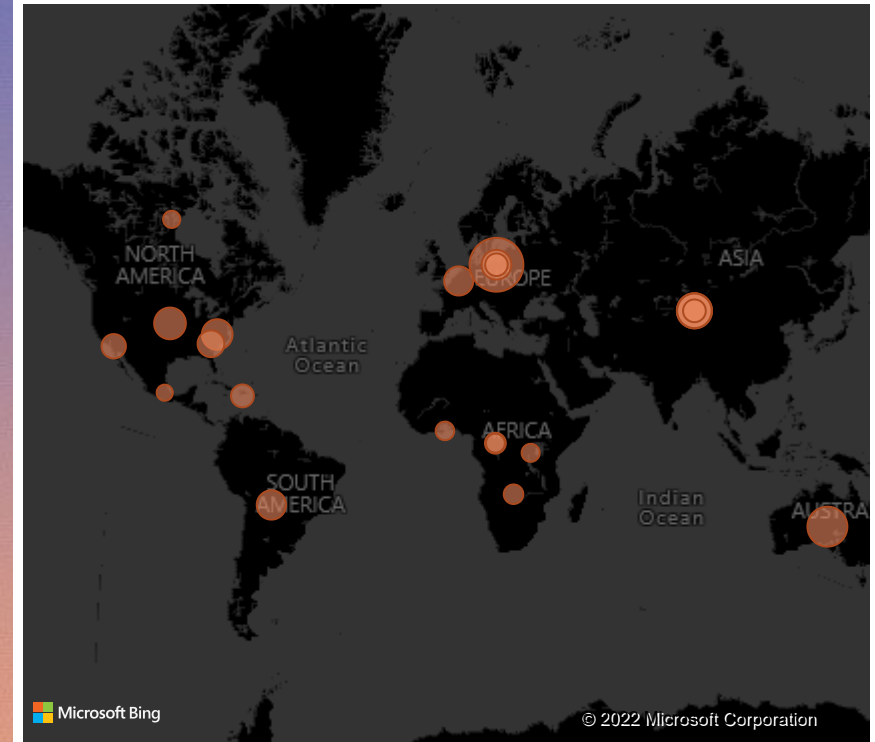 NORTH
AMERICA
EUROPE
ASIA
Atlantic
Ocean
AFRICA
SOUTH
AMERICA
Indian
Ocean
AUSTRA
Microsoft Bing
© 2022 Microsoft Corporation